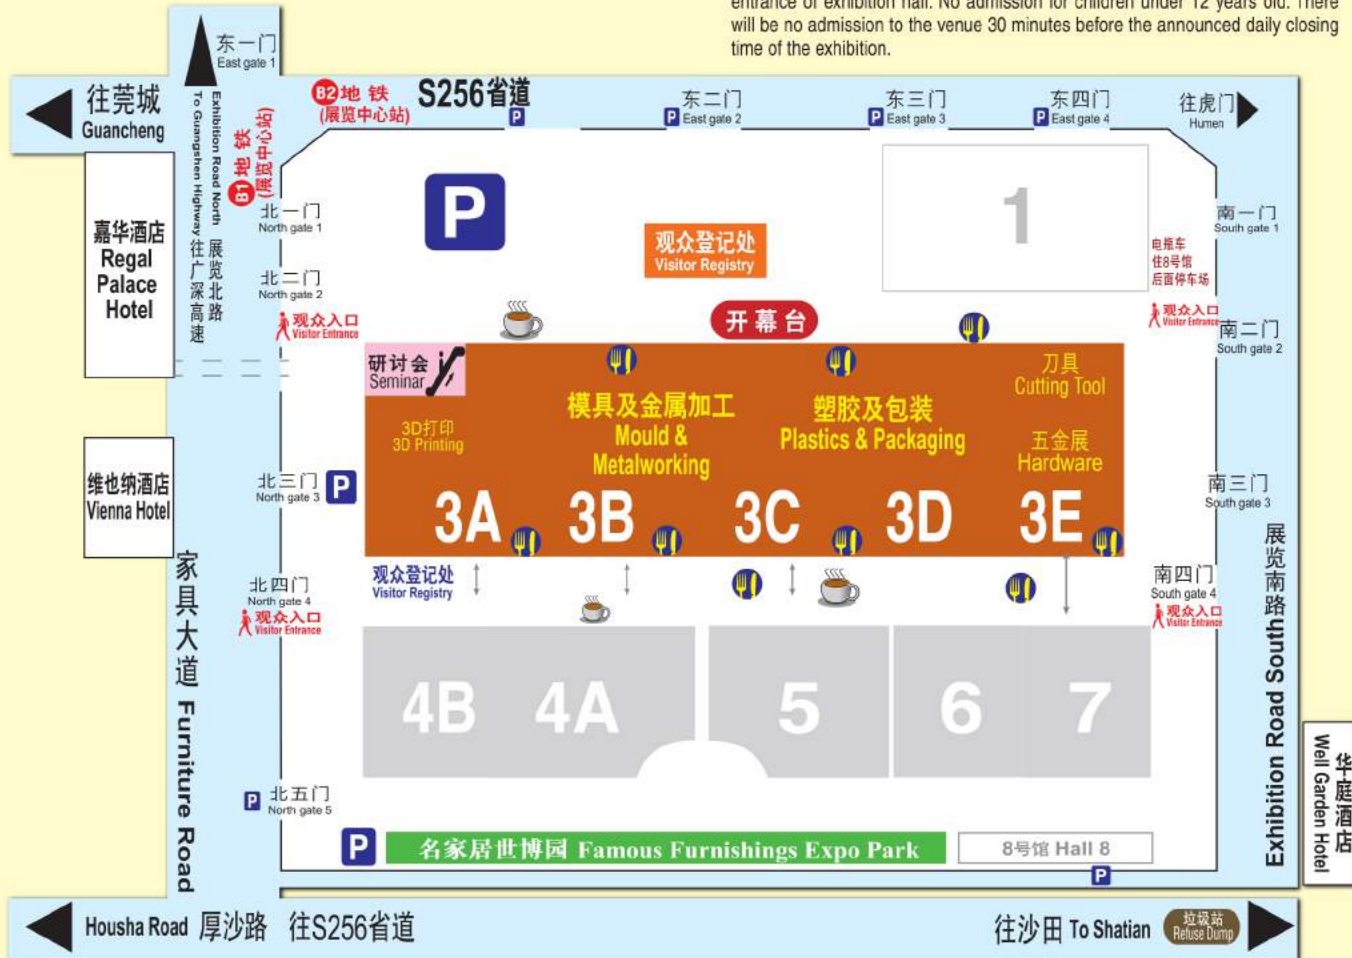 entrance of exhibition hall. No admission for children under 12 years old. There
will be no admission to the venue 30 minutes before the announced daily closing
time of the exhibition.
东一门
East gate 1
往莞城
Guancheng
B2地 铁
(展览中心站)
S256省道
P
东二门
P East gate 2
东三门
P East gate 3
东四门
P East gate 4
往虎门
Humen
Exhibition Road North 展览北路
To Guangshen Highway 往广深高速
B1地 铁
(展览中心站)
嘉华酒店
Regal
Palace
Hotel
北一门
North gate 1
北二门
North gate 2
观众入口
Visitor Entrance
P
观众登记处
Visitor Registry
1
南一门
South gate 1
电瓶车
住8号馆
后面停车场
观众入口
Visitor Entrance
南二门
South gate 2
开幕台
研讨会
Seminar
3D打印
3D Printing
模具及金属加工
Mould &
Metalworking
塑胶及包装
Plastics & Packaging
刀具
Cutting Tool
五金展
Hardware
3A
3B
3C
3D
3E
维也纳酒店
Vienna Hotel
北三门
North gate 3
P
南三门
South gate 3
家具大道 Furniture Road
北四门
North gate 4
观众入口
Visitor Entrance
观众登记处
Visitor Registry
南四门
South gate 4
观众入口
Visitor Entrance
展览南路 Exhibition Road South
4B
4A
5
6
7
华庭酒店
Well Garden Hotel
P
北五门
North gate 5
P
名家居世博园 Famous Furnishings Expo Park
8号馆 Hall 8
P
Housha Road 厚沙路 往S256省道
往沙田 To Shatian
垃圾站
Refuse Dump